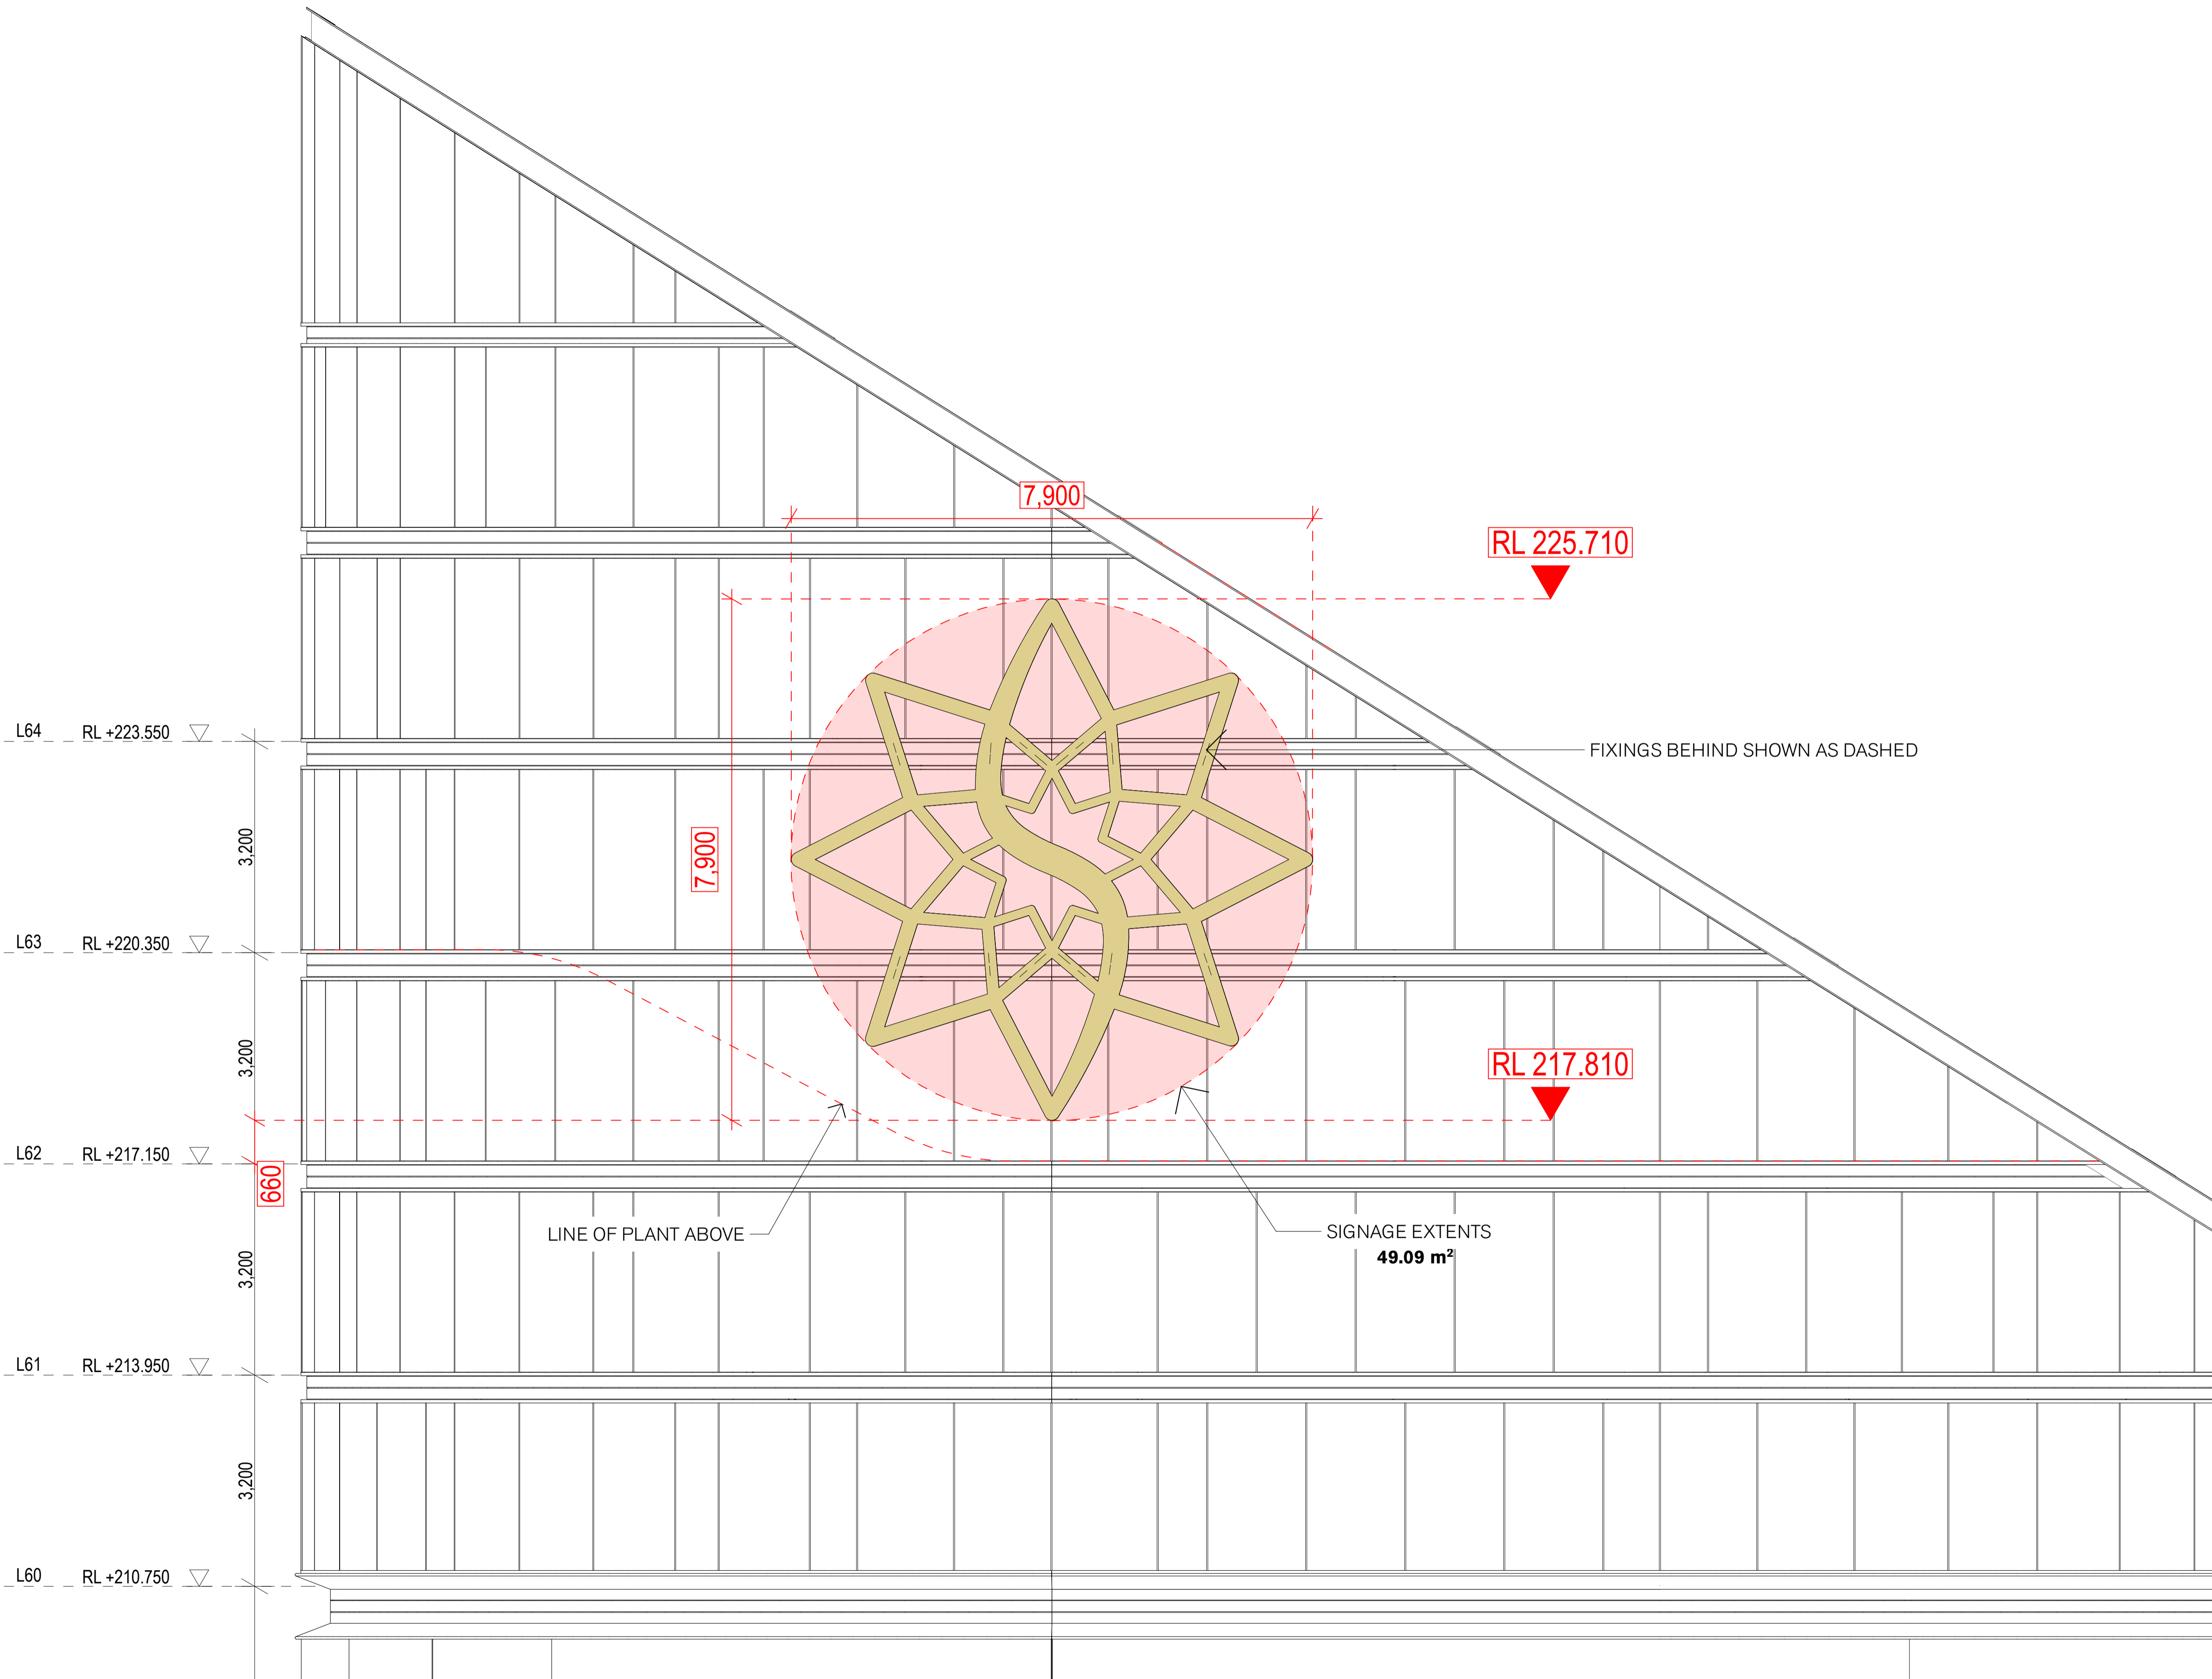 7,900
RL 225.710
L64 RL +223.550
FIXINGS BEHIND SHOWN AS DASHED
3,200
7,900
L63 RL +220.350
3,200
RL 217.810
L62 RL +217.150
660
LINE OF PLANT ABOVE
SIGNAGE EXTENTS
49.09 m²
3,200
L61 RL +213.950
3,200
L60 RL +210.750